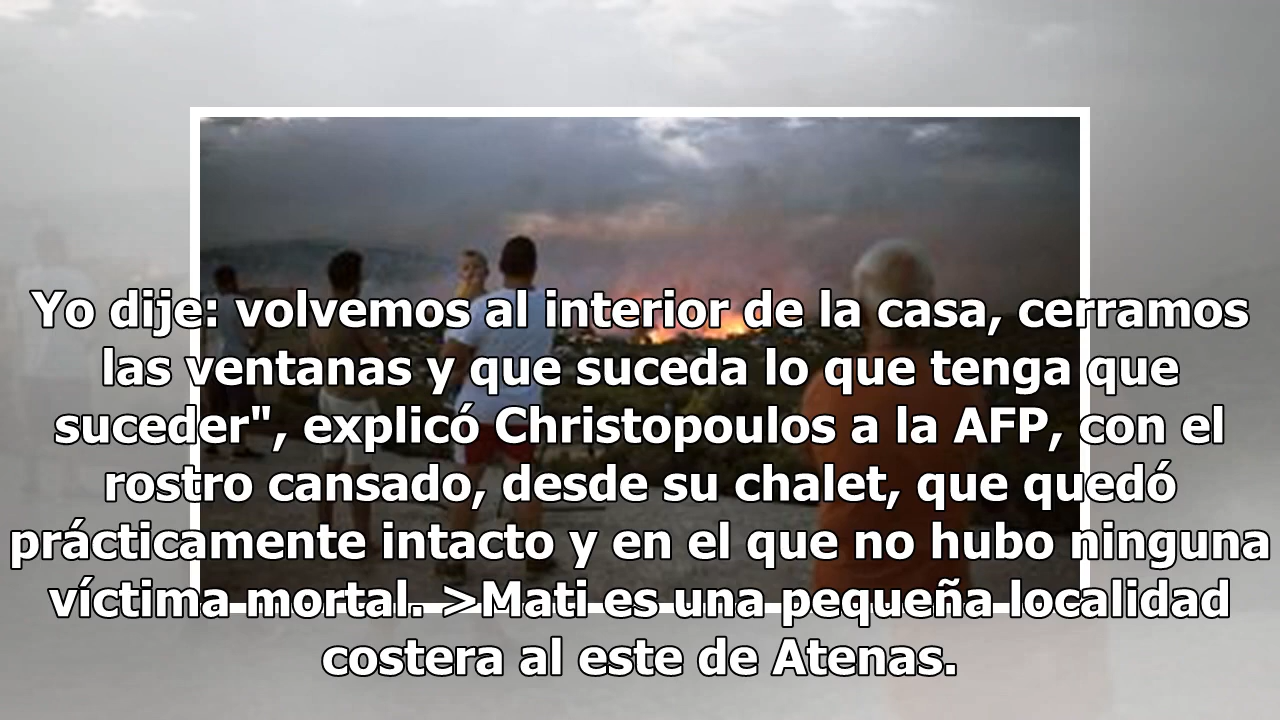 Yo dije: volvemos al interior de la casa, cerramos
las ventanas y que suceda lo que tenga que
suceder", explicó Christopoulos a la AFP, con el
rostro cansado, desde su chalet, que quedó
prácticamente intacto y en el que no hubo ninguna
víctima mortal. >Mati es una pequeña localidad
costera al este de Atenas.